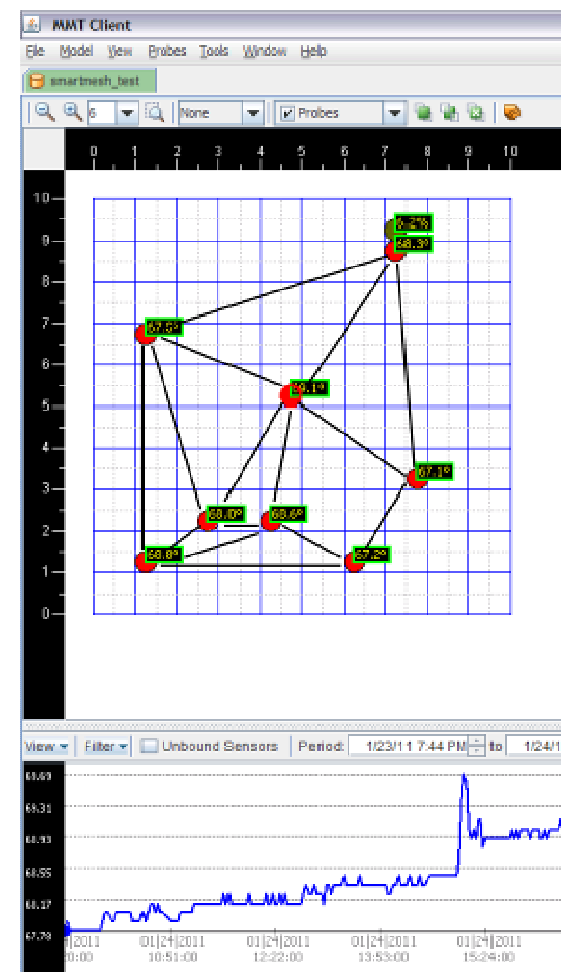 MMT Client
File Model View Probes Tools Window Help
smartmesh_test
6 None Probes
0 1 2 3 4 5 6 7 8 9 10
10
9
8
7
6
5
4
3
2
1
0
68.3°
67.1°
68.0° 68.6°
68.8° 67.2°
View Filter Unbound Sensors Period: 1/23/11 7:44 PM to 1/24/1
69.69
69.31
68.93
68.55
68.17
67.79
2011 01|24|2011 01|24|2011 01|24|2011 01|24|2011
10:51:00 12:22:00 13:53:00 15:24:00